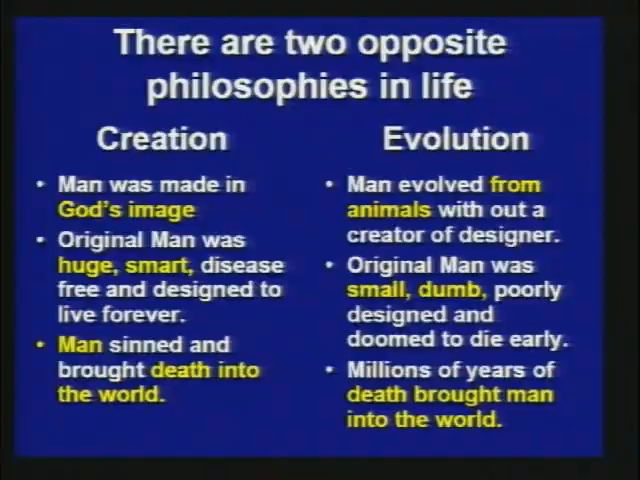 There are two opposite
philosophies in life
Creation
• Man was made in
God's image
• Original Man was
huge, smart, disease
free and designed to
live forever.
• Man sinned and
brought death into
the world.
Evolution
• Man evolved from
animals with out a
creator of designer.
• Original Man was
small, dumb, poorly
designed and
doomed to die early.
• Millions of years of
death brought man
into the world.